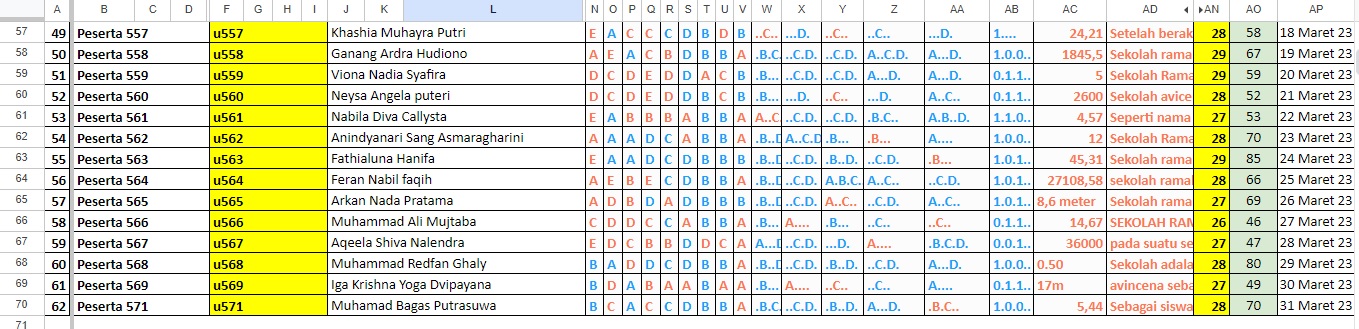 A B C D F G H I J K L N O P Q R S T U V W X Y Z AA AB AC AD AN AO AP
57 49 Peserta 557 u557 Khashia Muhayra Putri E A C C C D B D B ..C.. ...D. ..C.. ..C.. ...D. 1.... 24,21 Setelah berak 28 58 18 Maret 23
58 50 Peserta 558 u558 Ganang Ardra Hudiono A E A C B D B B A .B.C. ..C.D. ..C.D. A..C.D. A...D. 1.0.0.. 1845,5 Sekolah rama 29 67 19 Maret 23
59 51 Peserta 559 u559 Viona Nadia Syafira D C D E D D A C B .B... ..C.D. ..C.D. A...D. A...D. 0.1.1.. 5 Sekolah Rama 29 59 20 Maret 23
60 52 Peserta 560 u560 Neysa Angela puteri D C D E D D B C B .B... ...D. ..C.. ...D. A..C.. 0.1.1.. 2600 Sekolah avice 28 52 21 Maret 23
61 53 Peserta 561 u561 Nabila Diva Callysta E A B B B A B B A A..C. ..C.D. ..C.D. .B.C.. A.B..D. 1.1.0.. 4,57 Seperti nama 27 53 22 Maret 23
62 54 Peserta 562 u562 Anindyanari Sang Asmaragharini A A A D C A B B A .B..D A..C.D .B... .B... A.... 1.0.0.. 12 Sekolah Rama 28 70 23 Maret 23
63 55 Peserta 563 u563 Fathialuna Hanifa E A A D C D B B B .B..D ..C.D. .B..D. ..C.D. .B... 1.0.1.. 45,31 Sekolah rama 29 85 24 Maret 23
64 56 Peserta 564 u564 Feran Nabil faqih A E B E C D B B A .B..D ..C.D. A.B.C. A..C.. ..C.D. 1.0.1.. 27108,58 sekolah rama 28 66 25 Maret 23
65 57 Peserta 565 u565 Arkan Nada Pratama A D B D A D B B B .B..D ..C.D. A..C.. ..C.D. A..C.. 1.0.1.. 8,6 meter Sekolah rama 27 69 26 Maret 23
66 58 Peserta 566 u566 Muhammad Ali Mujtaba C D D C C A B B A .B..D A.... .B... ..C.. ..C.. 1.0.1.. 14,67 SEKOLAH RAM 26 46 27 Maret 23
67 59 Peserta 567 u567 Aqeela Shiva Nalendra E D C B B D D C A A...D ..C.D. ...D. A.... .B.C.D. 0.0.1.. 36000 pada suatu se 27 47 28 Maret 23
68 60 Peserta 568 u568 Muhammad Redfan Ghaly B A D D C D B B A .B..D ..C.D. .B..D. ..C.D. A...D. 1.0.1.. 0.50 Sekolah adala 28 80 29 Maret 23
69 61 Peserta 569 u569 Iga Krishna Yoga Dvipayana B D A B A A B A A .B... A.... ..C.. ..C.D. A.... 0.1.1.. 17m avincena seba 27 49 30 Maret 23
70 62 Peserta 571 u571 Muhamad Bagas Putrasuwa B C A C C D B B A .B.C. ..C.D. .B..D. A...D. .B.C.. 1.0.0.. 5,44 Sebagai siswa 28 70 31 Maret 23
71